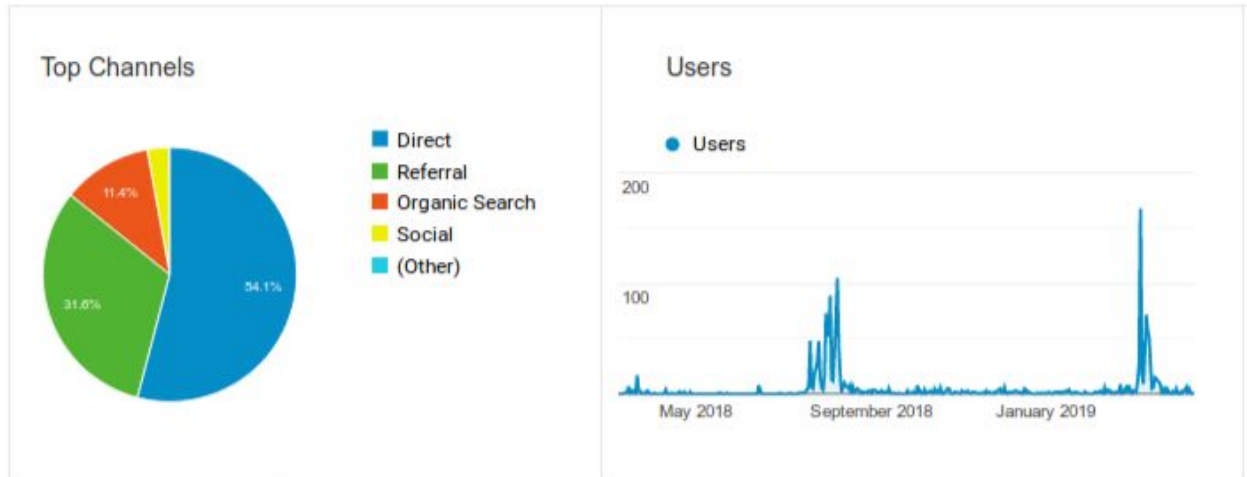 Top Channels
Direct
Referral
Organic Search
Social
(Other)
11.4%
31.6%
54.1%
Users
Users
200
100
May 2018
September 2018
January 2019